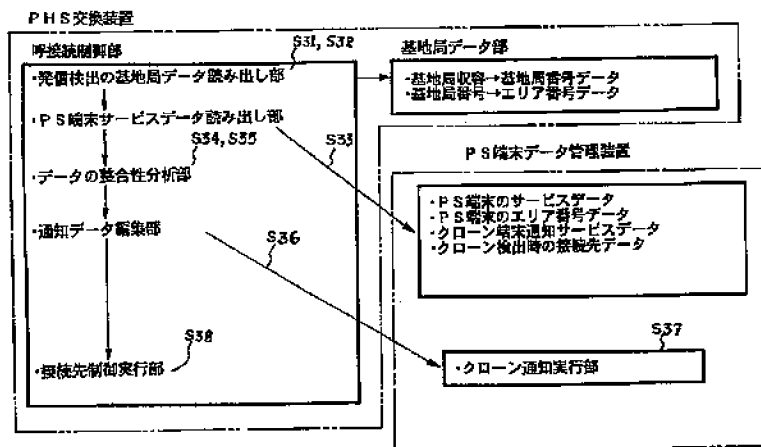 PHS交換装置
呼接続制御部
S31, S32
・発信検出の基地局データ読み出し部
・PS端末サービスデータ読み出し部
S34, S35
・データの整合性分析部
・通知データ編集部
S38
・接続先制御実行部
基地局データ部
・基地局収容→基地局番号データ
・基地局番号→エリア番号データ
S33
PS端末データ管理装置
・PS端末のサービスデータ
・PS端末のエリア番号データ
・クローン端末通知サービスデータ
・クローン検出時の接続先データ
S36
S37
・クローン通知実行部